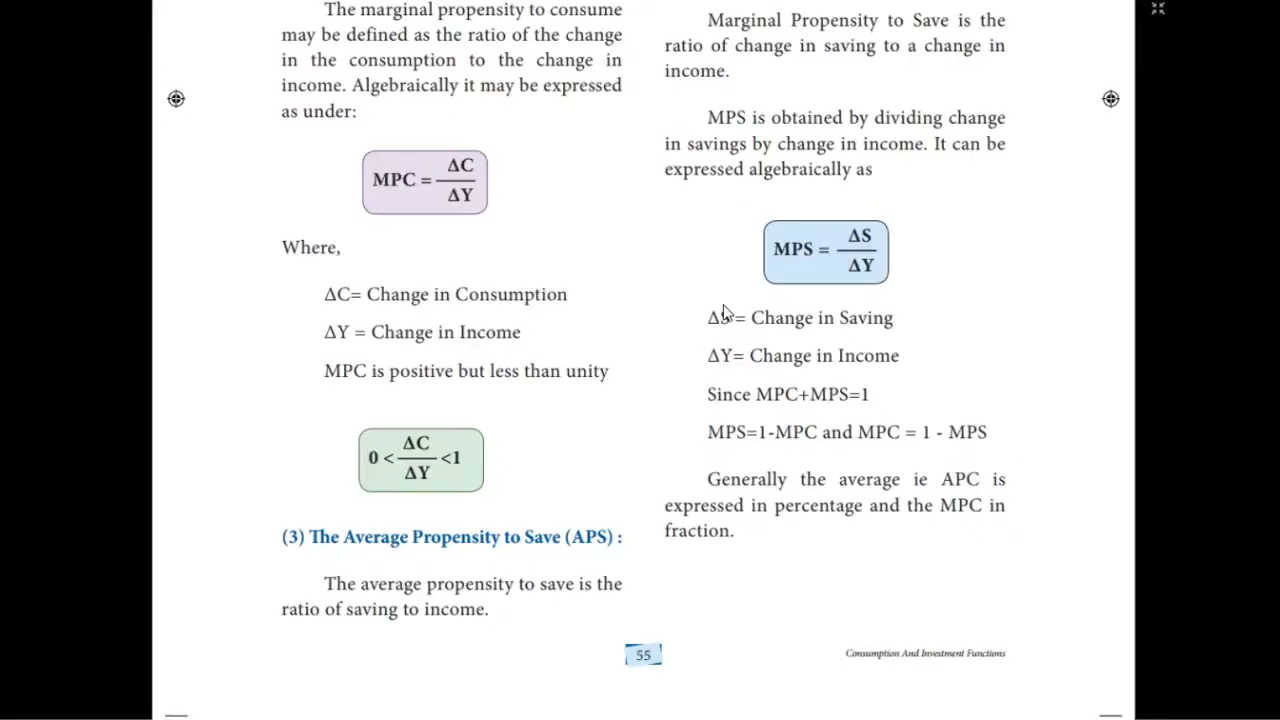 The marginal propensity to consume
may be defined as the ratio of the change
in the consumption to the change in
income. Algebraically it may be expressed
as under:
MPC = ΔC/ΔY
Where,
ΔC= Change in Consumption
ΔY = Change in Income
MPC is positive but less than unity
0 < ΔC/ΔY <1
(3) The Average Propensity to Save (APS) :
The average propensity to save is the
ratio of saving to income.
Marginal Propensity to Save is the
ratio of change in saving to a change in
income.
MPS is obtained by dividing change
in savings by change in income. It can be
expressed algebraically as
MPS = ΔS/ΔY
ΔS= Change in Saving
ΔY= Change in Income
Since MPC+MPS=1
MPS=1-MPC and MPC = 1 - MPS
Generally the average ie APC is
expressed in percentage and the MPC in
fraction.
55
Consumption And Investment Functions